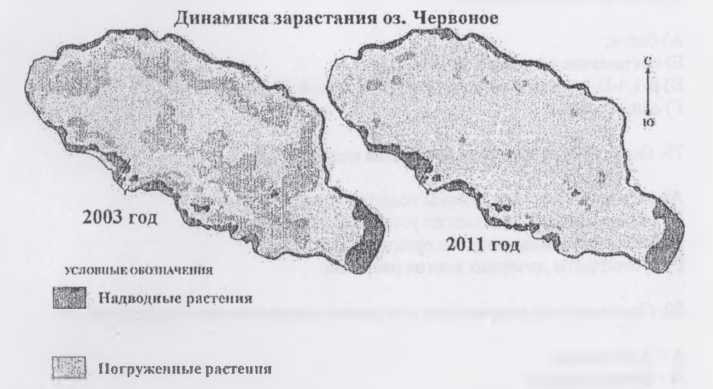 Динамика зарастания оз. Червоное
С
Ю
2003 год
2011 год
УСЛОВНЫЕ ОБОЗНАЧЕНИЯ
Надводные растения
Погруженные растения